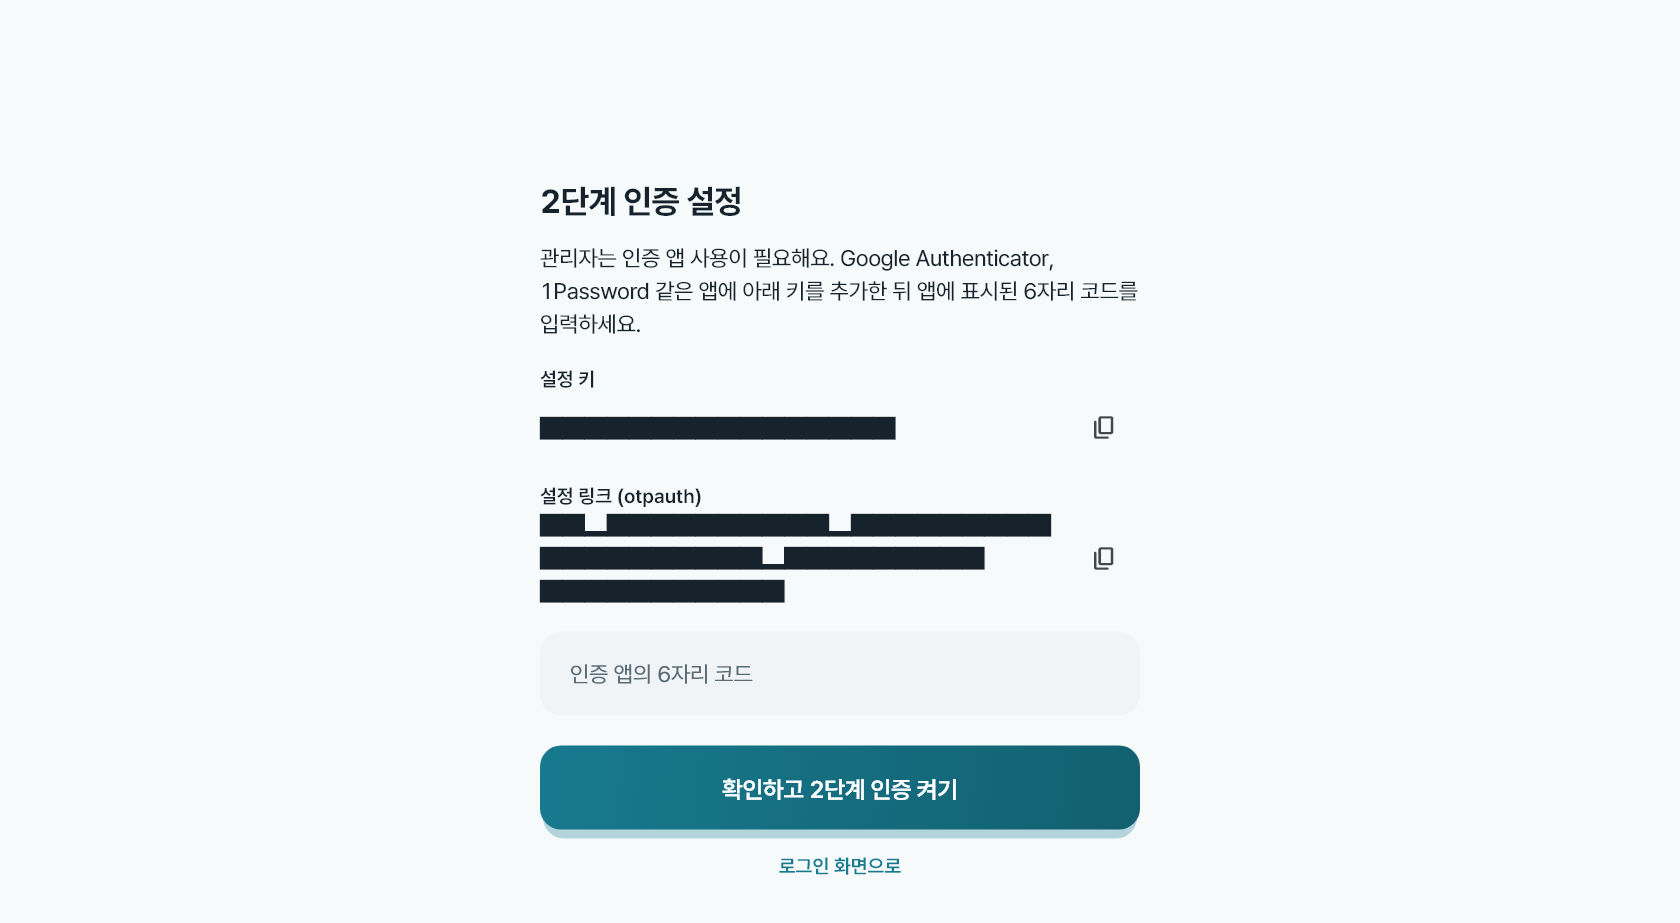 2단계 인증 설정
관리자는 인증 앱 사용이 필요해요. Google Authenticator,
1Password 같은 앱에 아래 키를 추가한 뒤 앱에 표시된 6자리 코드를
입력하세요.
설정 키
설정 링크 (otpauth)
인증 앱의 6자리 코드
확인하고 2단계 인증 켜기
로그인 화면으로